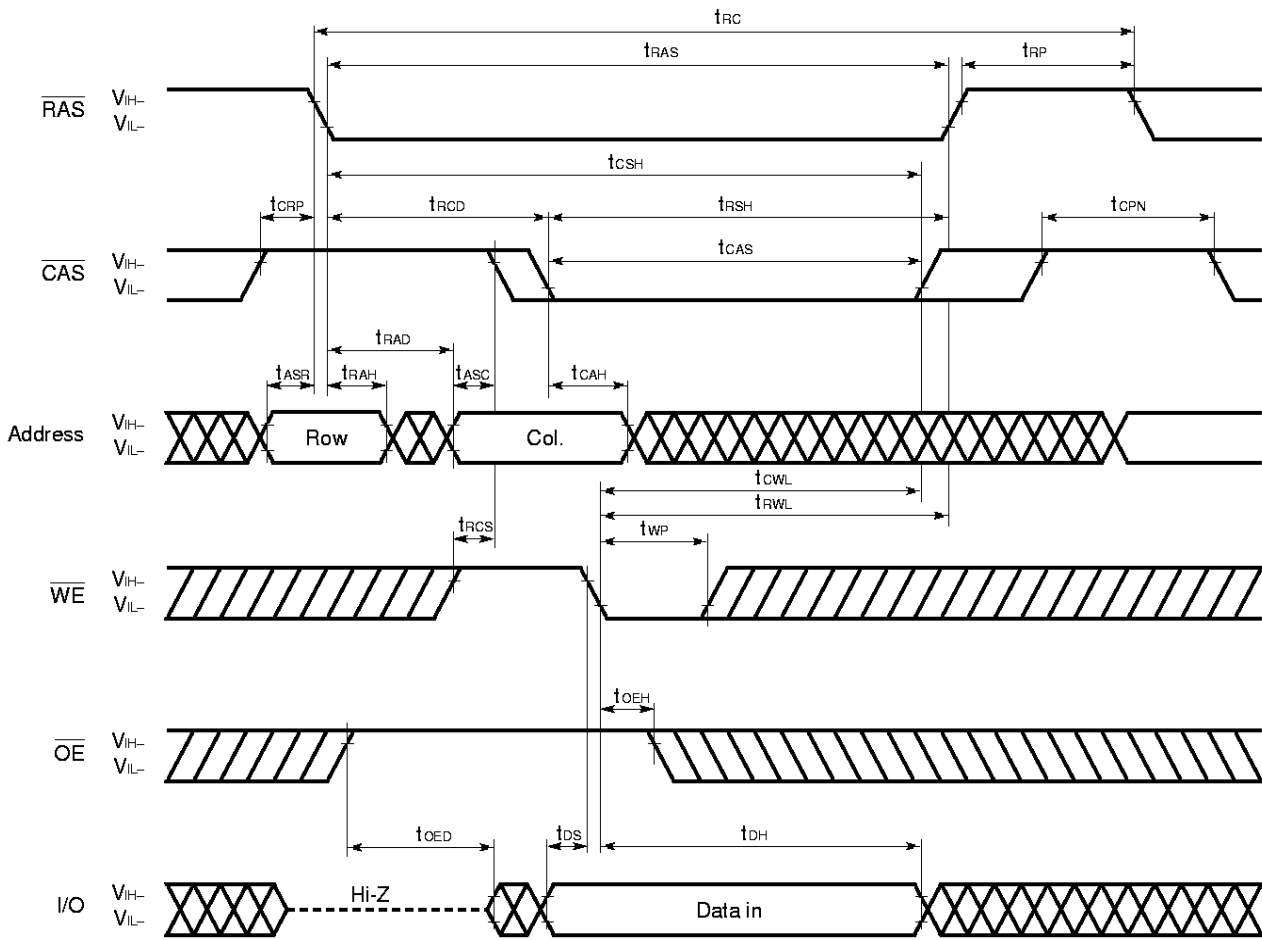 tRC
tRAS tRP
RAS VIH–
VIL–
tCSH
tCRP tRCD tRSH tCPN
CAS VIH– tCAS
VIL–
tRAD
tASR tRAH tASC tCAH
Address VIH– Row Col.
VIL–
tCWL
tRWL
tRCS tWP
WE VIH–
VIL–
tOEH
OE VIH–
VIL–
tOED tDS tDH
I/O VIH– Hi-Z Data in
VIL–